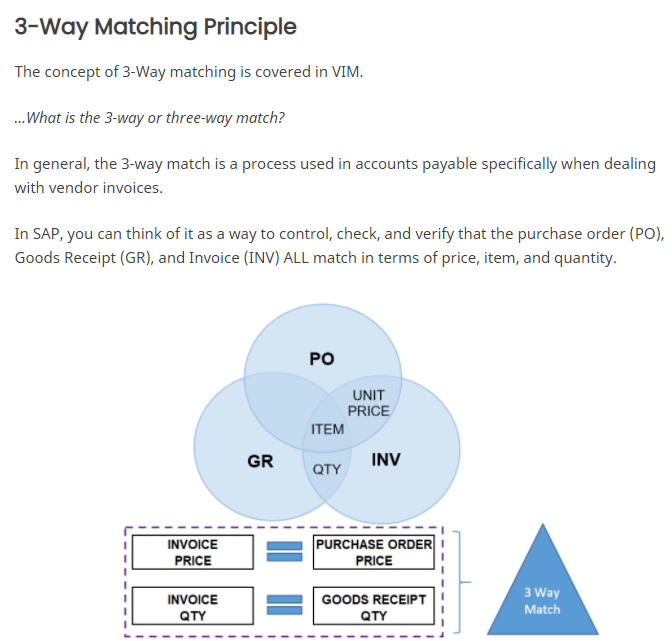 3-Way Matching Principle
The concept of 3-Way matching is covered in VIM.
...What is the 3-way or three-way match?
In general, the 3-way match is a process used in accounts payable specifically when dealing
with vendor invoices.
In SAP, you can think of it as a way to control, check, and verify that the purchase order (PO),
Goods Receipt (GR), and Invoice (INV) ALL match in terms of price, item, and quantity.
PO
UNIT
PRICE
ITEM
GR
QTY
INV
INVOICE
PRICE
PURCHASE ORDER
PRICE
INVOICE
QTY
GOODS RECEIPT
QTY
3 Way
Match